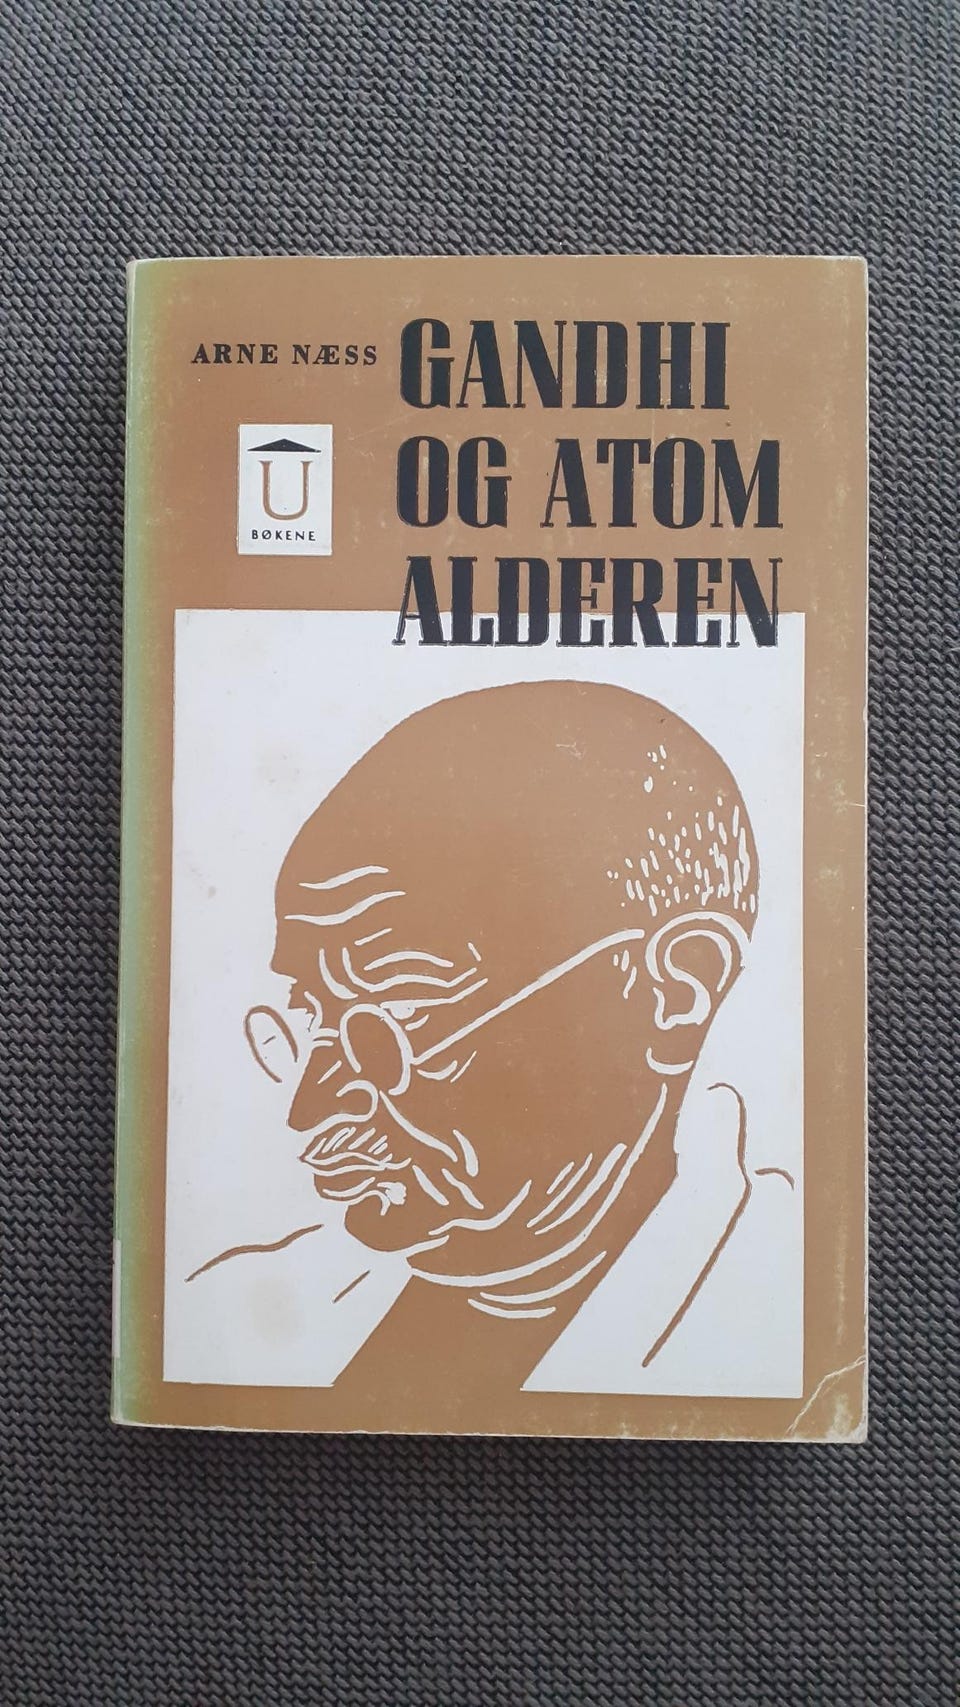 ARNE NÆSS
GANDHI
OG ATOM
ALDEREN
U
BØKENE